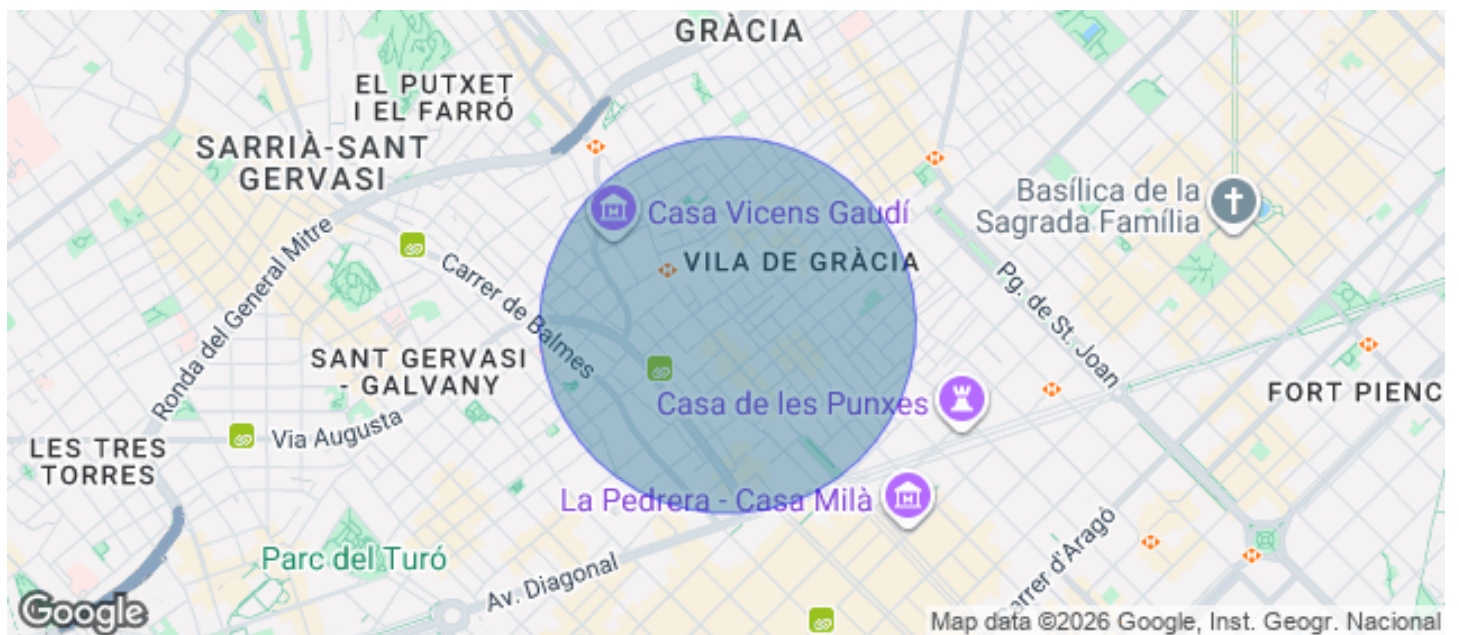 GRÀCIA
EL PUTXET
I EL FARRÓ
SARRIÀ-SANT
GERVASI
Casa Vicens Gaudí
Basílica de la
Sagrada Família
VILA DE GRÀCIA
Ronda del General Mitre
Carrer de Balmes
Pg. de St. Joan
SANT GERVASI
- GALVANY
Casa de les Punxes
FORT PIENC
Via Augusta
LES TRES
TORRES
La Pedrera - Casa Milà
Parc del Turó
Av. Diagonal
Carrer d'Aragó
Google
Map data ©2026 Google, Inst. Geogr. Nacional